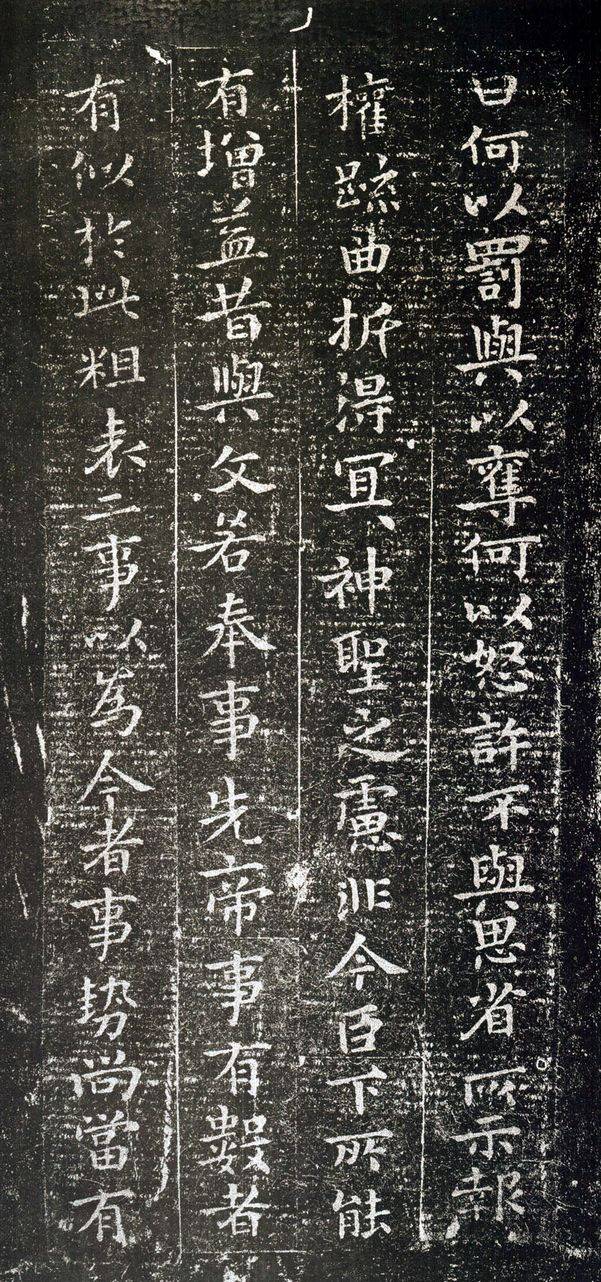 日何以罰與以奪何以怒許不與思省所示報
權踈曲折得冝神聖之慮非今臣下所能
有增益昔與文若奉事先帝事有數者
有似於此粗表二事以為今者事勢尚當有